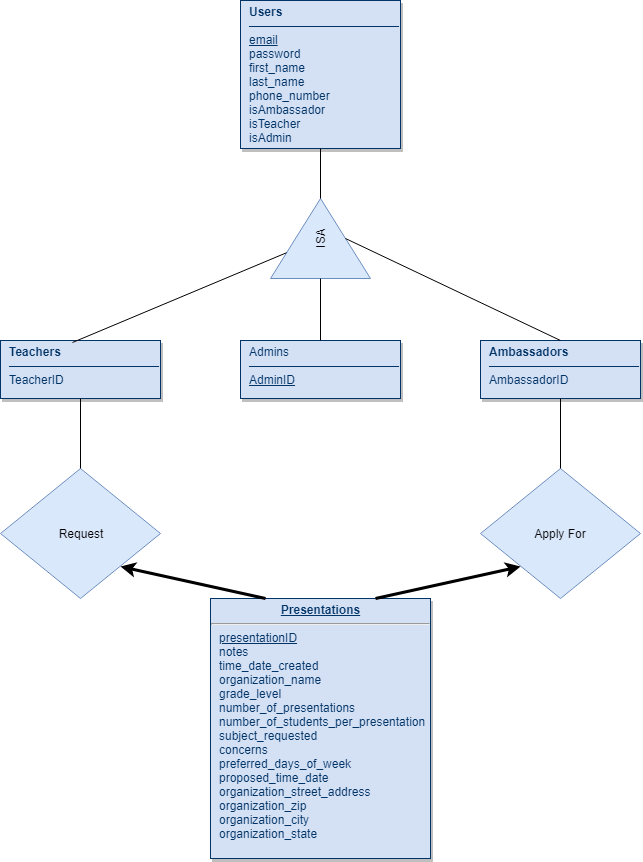 Users
email
password
first_name
last_name
phone_number
isAmbassador
isTeacher
isAdmin
ISA
Teachers
TeacherID
Admins
AdminID
Ambassadors
AmbassadorID
Request
Apply For
Presentations
presentationID
notes
time_date_created
organization_name
grade_level
number_of_presentations
number_of_students_per_presentation
subject_requested
concerns
preferred_days_of_week
proposed_time_date
organization_street_address
organization_zip
organization_city
organization_state